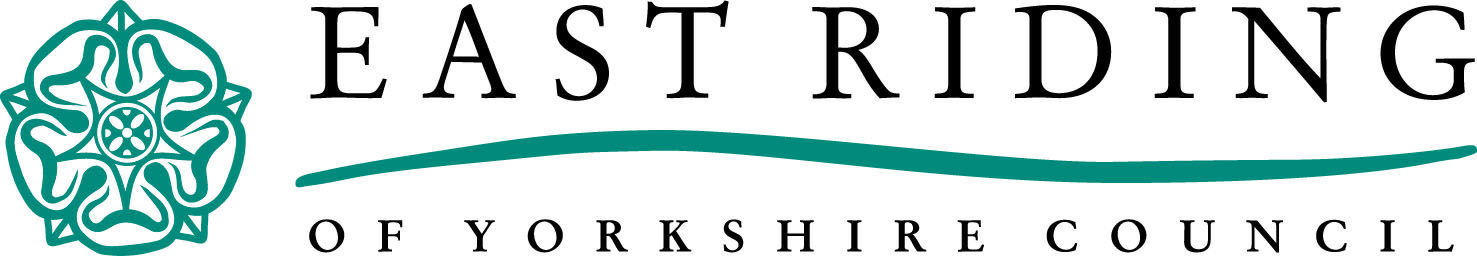 EAST RIDING
OF YORKSHIRE COUNCIL